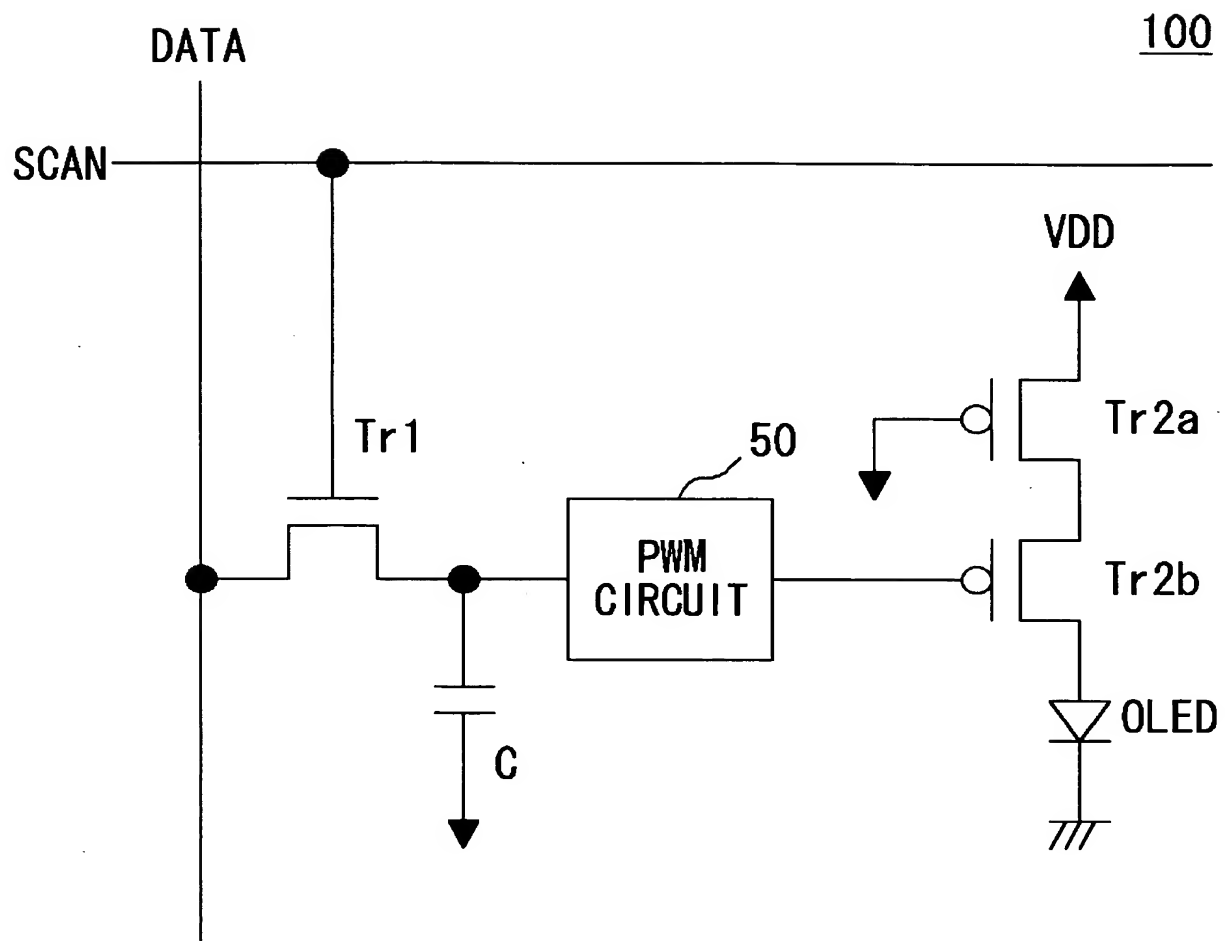 100
DATA
SCAN
VDD
Tr1
50
Tr2a
PWM
CIRCUIT
Tr2b
OLED
C